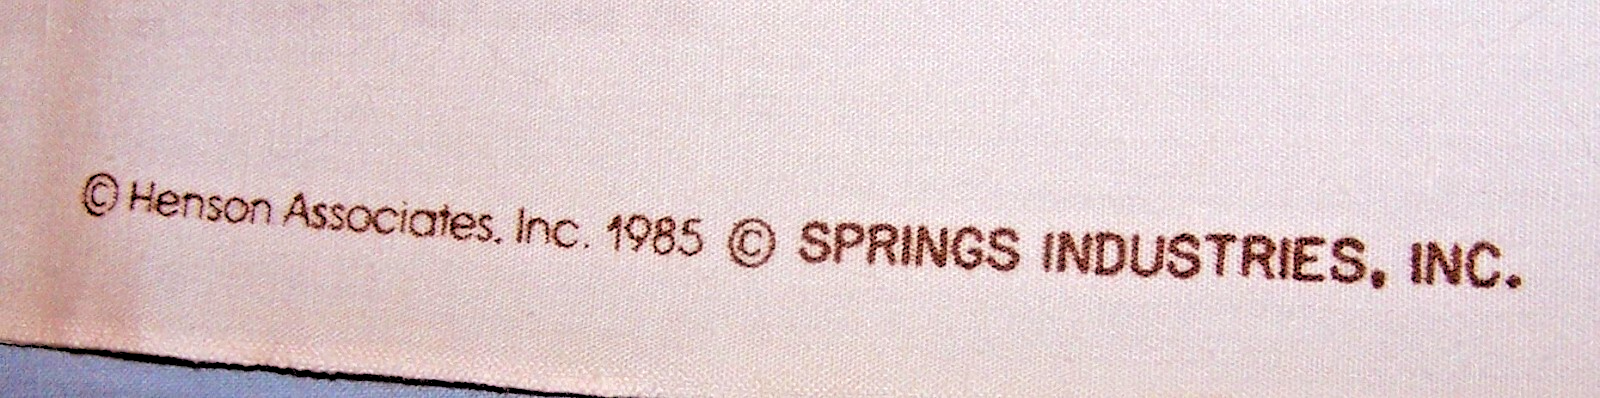 © Henson Associates, Inc. 1985 © SPRINGS INDUSTRIES, INC.